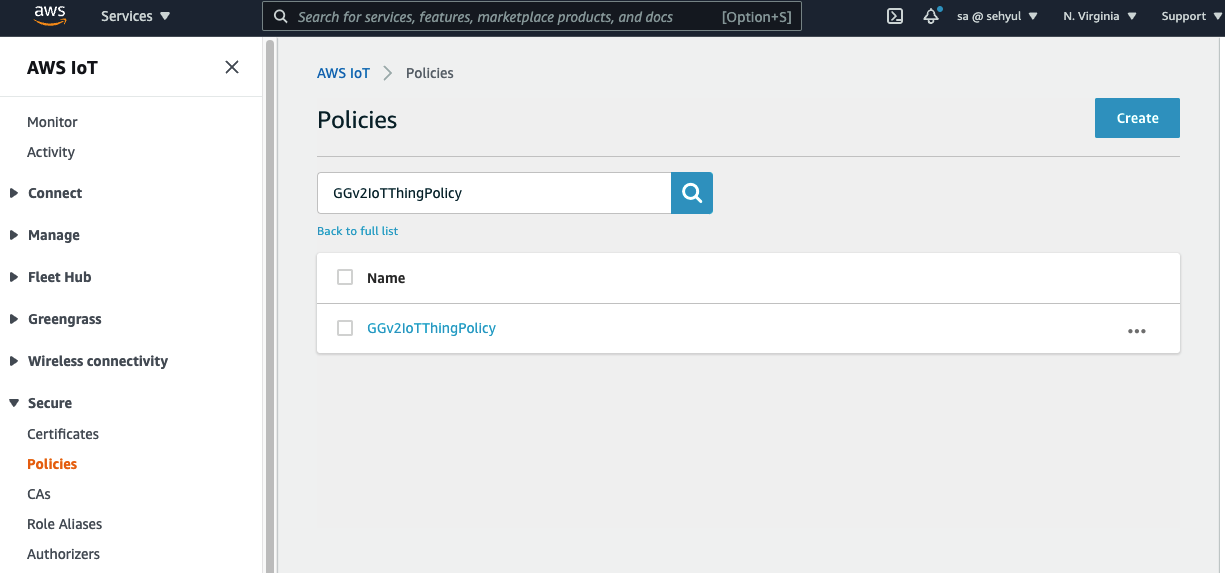 aws
Services
Search for services, features, marketplace products, and docs [Option+S]
sa @ sehyul
N. Virginia
Support
AWS IoT
Monitor
Activity
Connect
Manage
Fleet Hub
Greengrass
Wireless connectivity
Secure
Certificates
Policies
CAs
Role Aliases
Authorizers
AWS IoT Policies
Policies
Create
GGv2IoTThingPolicy
Back to full list
Name
GGv2IoTThingPolicy